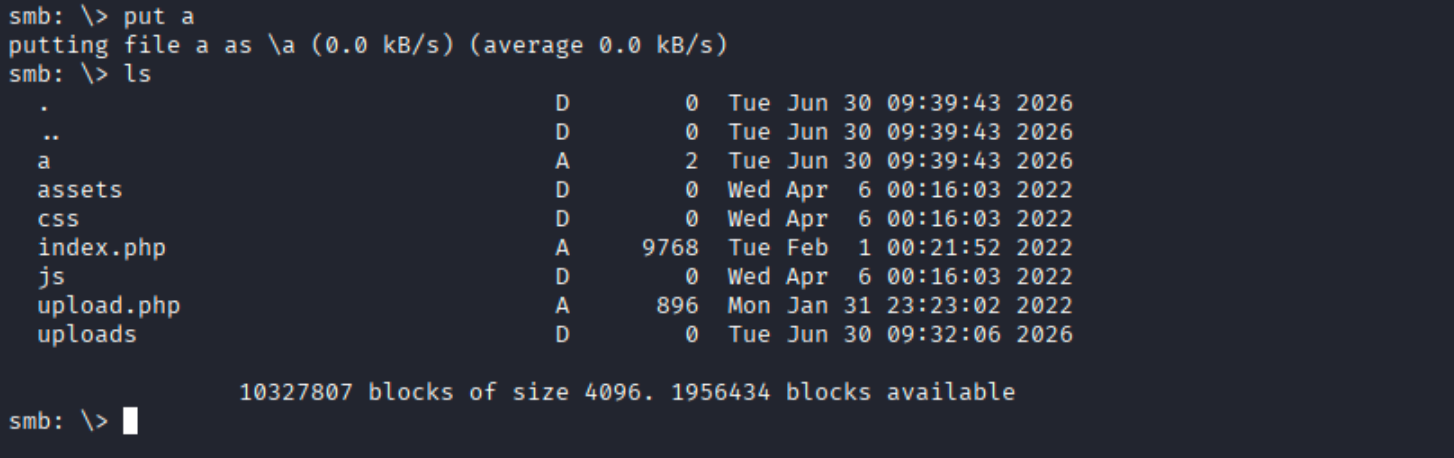 smb: \> put a
putting file a as \a (0.0 kB/s) (average 0.0 kB/s)
smb: \> ls
  .                                   D        0  Tue Jun 30 09:39:43 2026
  ..                                  D        0  Tue Jun 30 09:39:43 2026
  a                                   A        2  Tue Jun 30 09:39:43 2026
  assets                              D        0  Wed Apr  6 00:16:03 2022
  css                                 D        0  Wed Apr  6 00:16:03 2022
  index.php                           A     9768  Tue Feb  1 00:21:52 2022
  js                                  D        0  Wed Apr  6 00:16:03 2022
  upload.php                          A      896  Mon Jan 31 23:23:02 2022
  uploads                             D        0  Tue Jun 30 09:32:06 2026
                10327807 blocks of size 4096. 1956434 blocks available
smb: \>